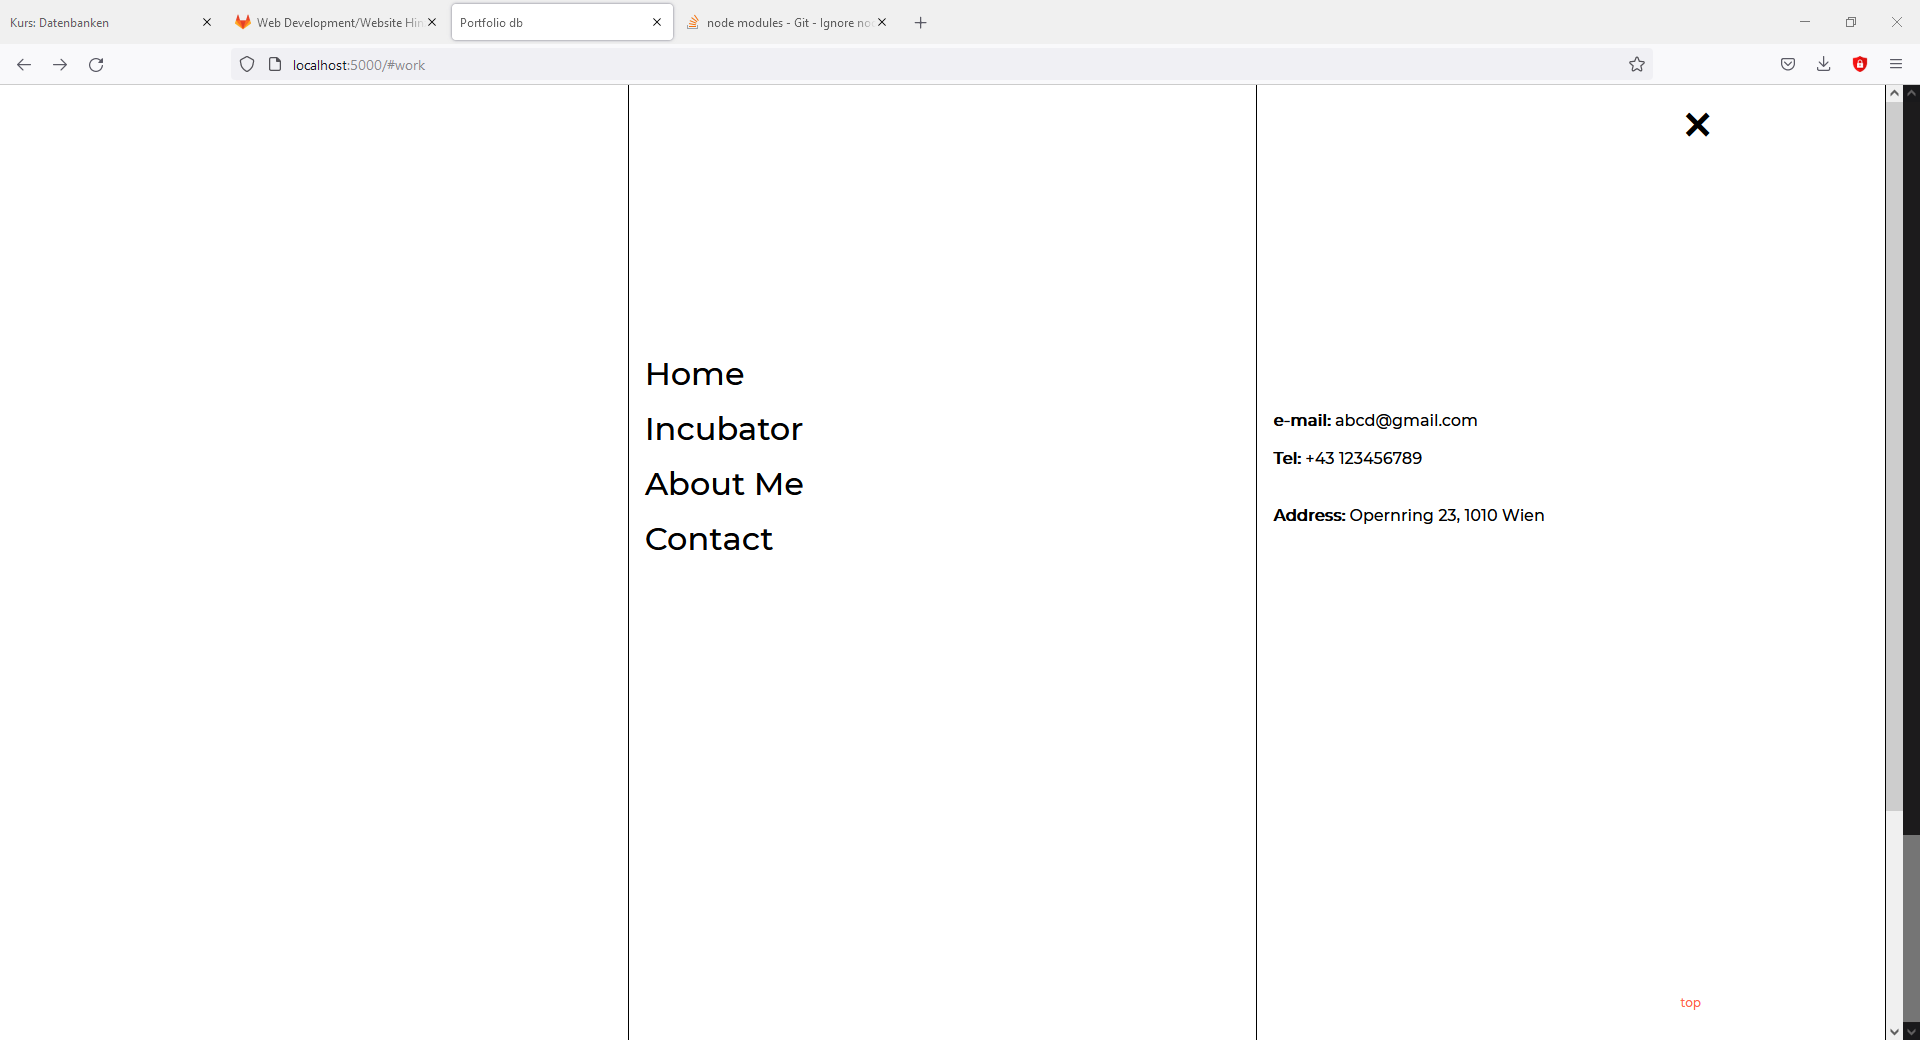 Kurs: Datenbanken
Web Development/Website Hin
Portfolio db
node modules - Git - Ignore no
localhost:5000/#work
Home
Incubator
About Me
Contact
e-mail: abcd@gmail.com
Tel: +43 123456789
Address: Opernring 23, 1010 Wien
top